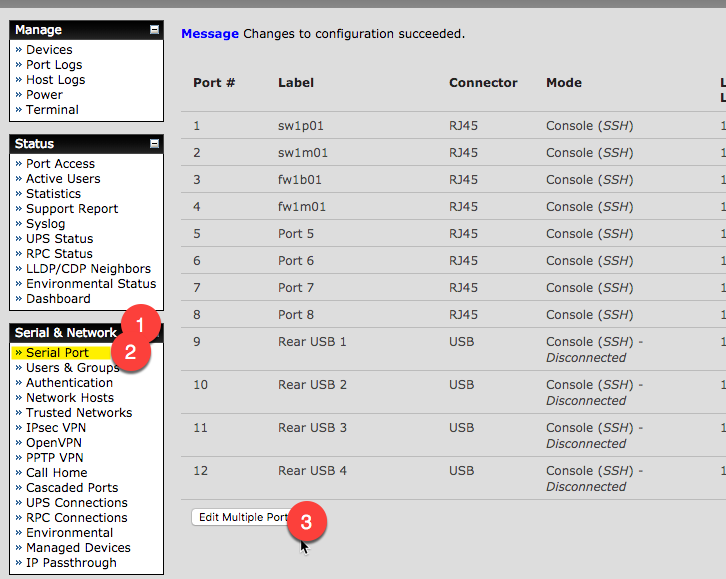 Manage
» Devices
» Port Logs
» Host Logs
» Power
» Terminal
Status
» Port Access
» Active Users
» Statistics
» Support Report
» Syslog
» UPS Status
» RPC Status
» LLDP/CDP Neighbors
» Environmental Status
» Dashboard
Serial & Network
1
» Serial Port
2
» Users & Groups
» Authentication
» Network Hosts
» Trusted Networks
» IPsec VPN
» OpenVPN
» PPTP VPN
» Call Home
» Cascaded Ports
» UPS Connections
» RPC Connections
» Environmental
» Managed Devices
» IP Passthrough
Message Changes to configuration succeeded.
Port # Label Connector Mode L
L
1 sw1p01 RJ45 Console (SSH) 1
2 sw1m01 RJ45 Console (SSH) 1
3 fw1b01 RJ45 Console (SSH) 1
4 fw1m01 RJ45 Console (SSH) 1
5 Port 5 RJ45 Console (SSH) 1
6 Port 6 RJ45 Console (SSH) 1
7 Port 7 RJ45 Console (SSH) 1
8 Port 8 RJ45 Console (SSH) 1
9 Rear USB 1 USB Console (SSH) - 1
Disconnected
10 Rear USB 2 USB Console (SSH) - 1
Disconnected
11 Rear USB 3 USB Console (SSH) - 1
Disconnected
12 Rear USB 4 USB Console (SSH) - 1
Disconnected
Edit Multiple Port
3